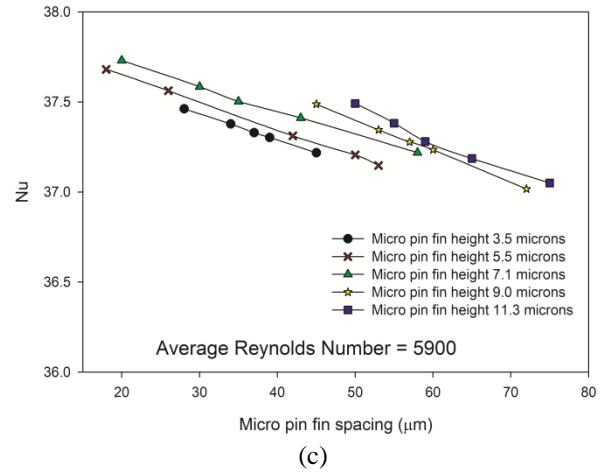 38.0
37.5
37.0
36.5
36.0
Nu
Micro pin fin height 3.5 microns
Micro pin fin height 5.5 microns
Micro pin fin height 7.1 microns
Micro pin fin height 9.0 microns
Micro pin fin height 11.3 microns
Average Reynolds Number = 5900
20 30 40 50 60 70 80
Micro pin fin spacing (μm)
(c)